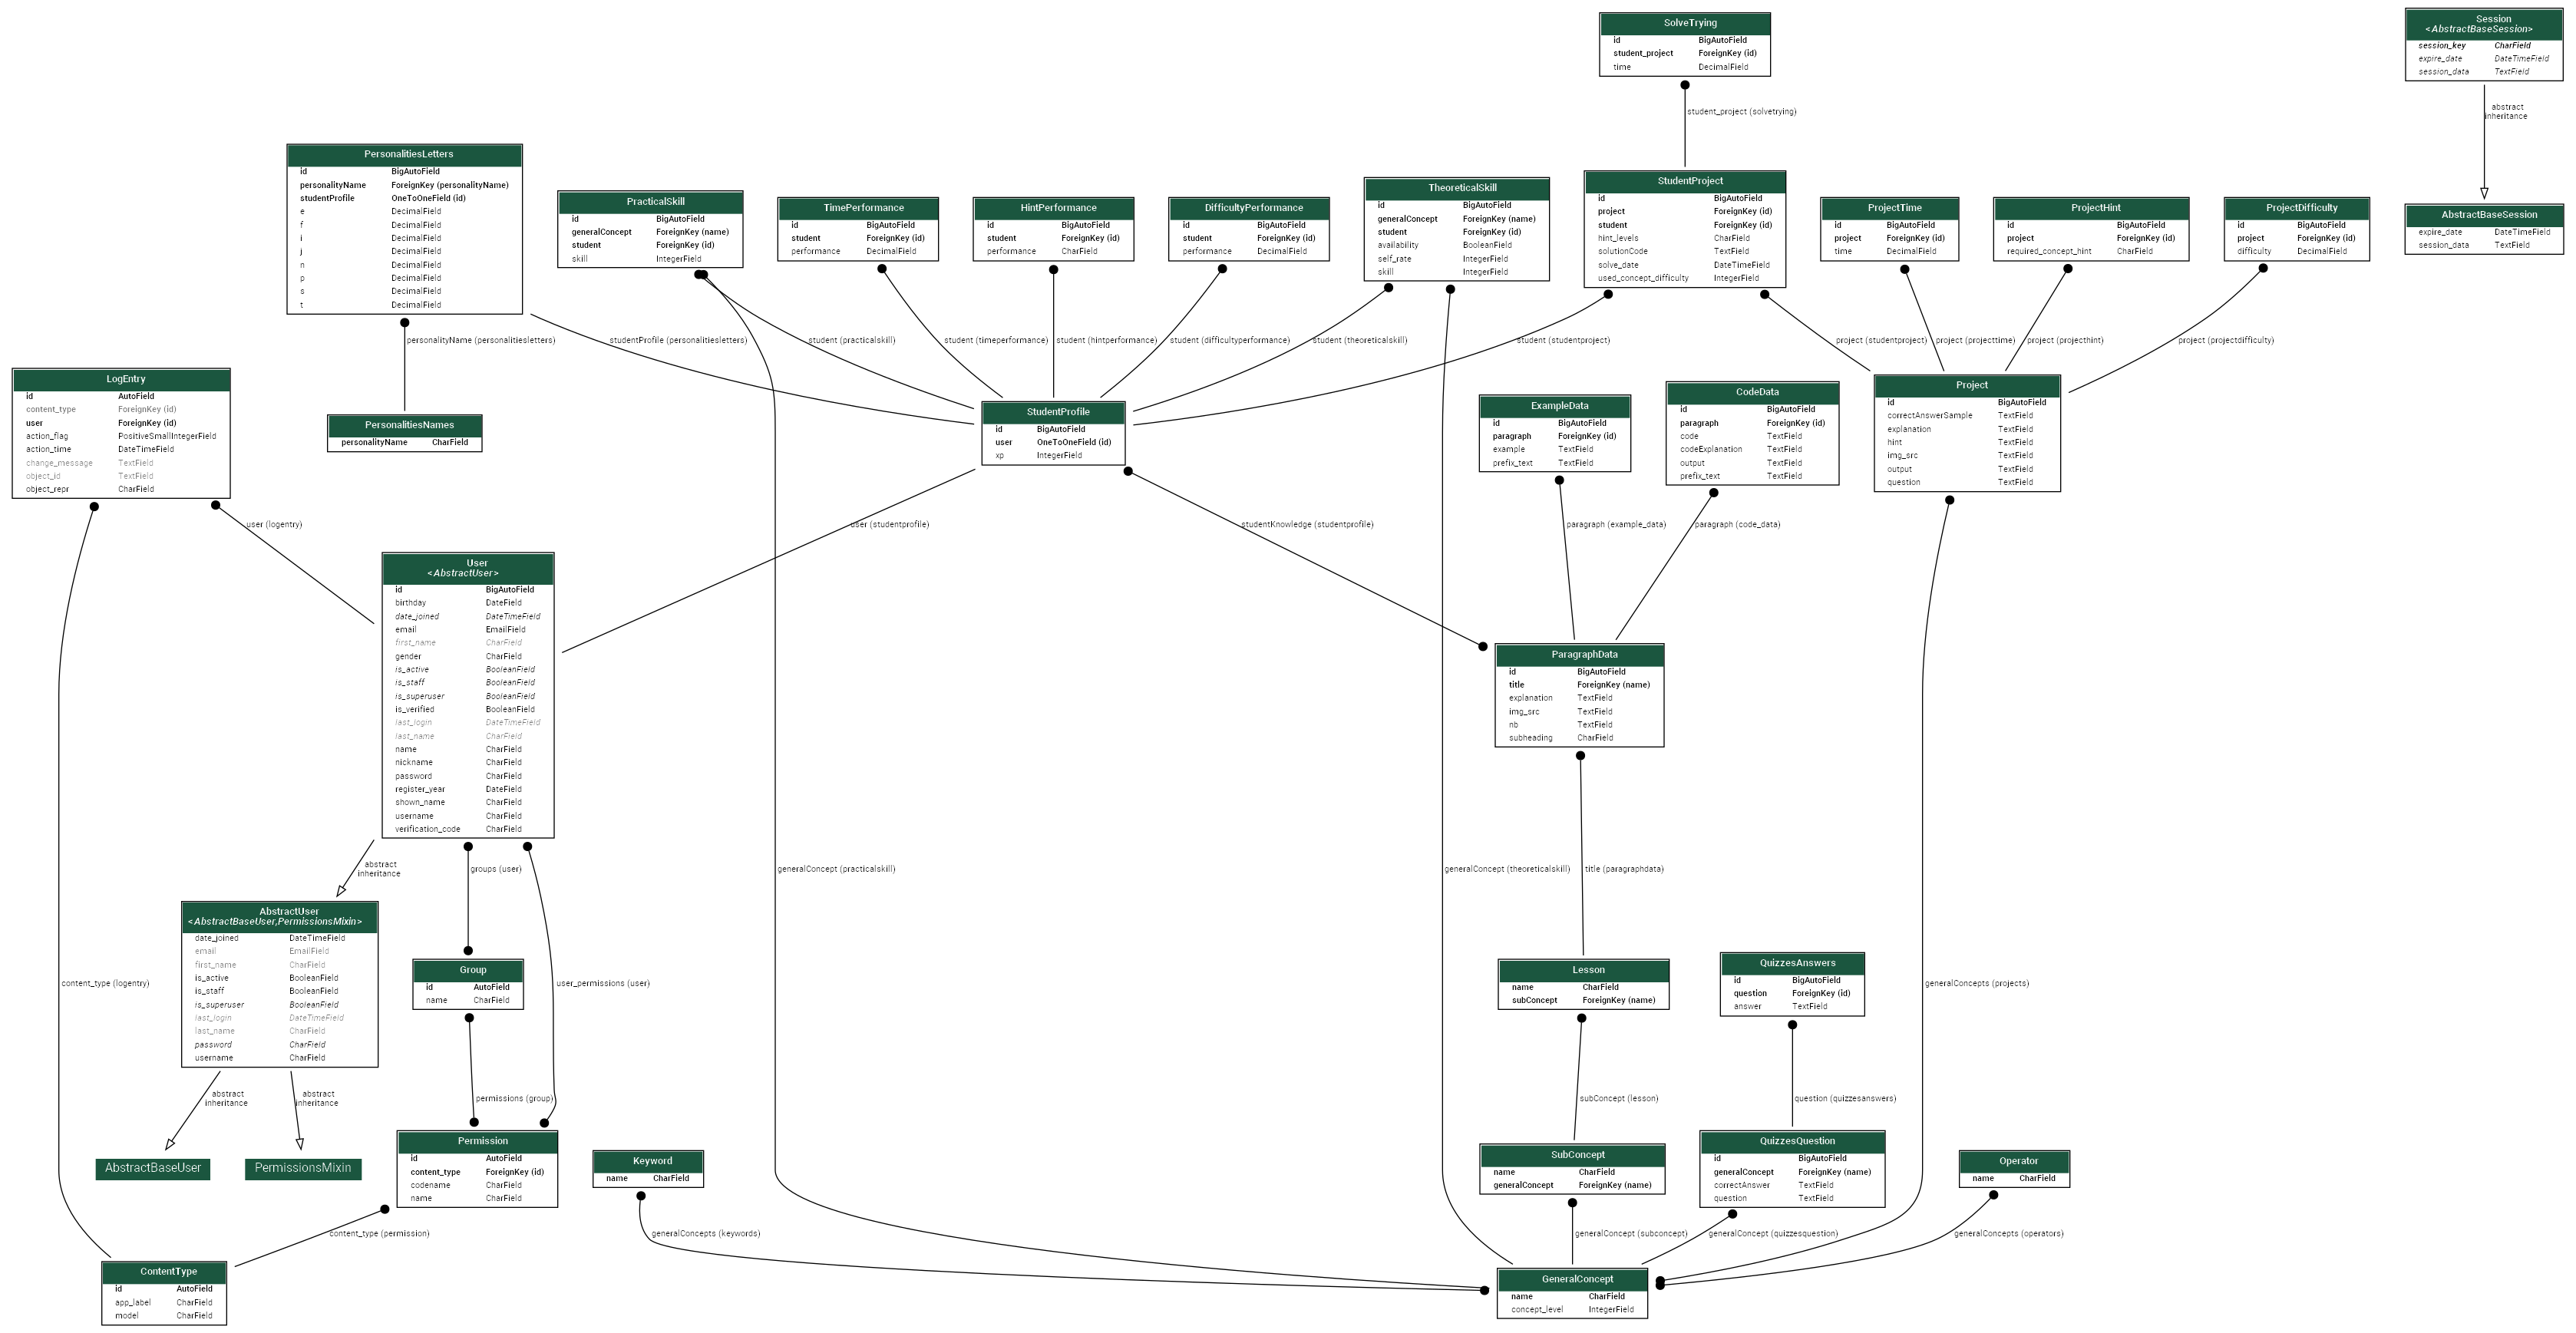 SolveTrying
id BigAutoField
student_project ForeignKey (id)
time DecimalField
Session
<AbstractBaseSession>
session_key CharField
expire_date DateTimeField
session_data TextField
student_project (solvetrying)
abstract
inheritance
PersonalitiesLetters
id BigAutoField
personalityName ForeignKey (personalityName)
studentProfile OneToOneField (id)
e DecimalField
f DecimalField
i DecimalField
j DecimalField
n DecimalField
p DecimalField
s DecimalField
t DecimalField
PracticalSkill
id BigAutoField
generalConcept ForeignKey (name)
student ForeignKey (id)
skill IntegerField
TimePerformance
id BigAutoField
student ForeignKey (id)
performance DecimalField
HintPerformance
id BigAutoField
student ForeignKey (id)
performance CharField
DifficultyPerformance
id BigAutoField
student ForeignKey (id)
performance DecimalField
TheoreticalSkill
id BigAutoField
generalConcept ForeignKey (name)
student ForeignKey (id)
availability BooleanField
self_rate IntegerField
skill IntegerField
StudentProject
id BigAutoField
project ForeignKey (id)
student ForeignKey (id)
hint_levels CharField
solutionCode TextField
solve_date DateTimeField
used_concept_difficulty IntegerField
ProjectTime
id BigAutoField
project ForeignKey (id)
time DecimalField
ProjectHint
id BigAutoField
project ForeignKey (id)
required_concept_hint CharField
ProjectDifficulty
id BigAutoField
project ForeignKey (id)
difficulty DecimalField
AbstractBaseSession
expire_date DateTimeField
session_data TextField
personalityName (personalitiesletters)
studentProfile (personalitiesletters)
student (practicalskill)
student (timeperformance)
student (hintperformance)
student (difficultyperformance)
student (theoreticalskill)
student (studentproject)
project (studentproject)
project (projecttime)
project (projecthint)
project (projectdifficulty)
LogEntry
id AutoField
content_type ForeignKey (id)
user ForeignKey (id)
action_flag PositiveSmallIntegerField
action_time DateTimeField
change_message TextField
object_id TextField
object_repr CharField
PersonalitiesNames
personalityName CharField
StudentProfile
id BigAutoField
user OneToOneField (id)
xp IntegerField
ExampleData
id BigAutoField
paragraph ForeignKey (id)
example TextField
prefix_text TextField
CodeData
id BigAutoField
paragraph ForeignKey (id)
code TextField
codeExplanation TextField
output TextField
prefix_text TextField
Project
id BigAutoField
correctAnswerSample TextField
explanation TextField
hint TextField
img_src TextField
output TextField
question TextField
user (logentry)
user (studentprofile)
studentKnowledge (studentprofile)
paragraph (example_data)
paragraph (code_data)
User
<AbstractUser>
id BigAutoField
birthday DateField
date_joined DateTimeField
email EmailField
first_name CharField
gender CharField
is_active BooleanField
is_staff BooleanField
is_superuser BooleanField
is_verified BooleanField
last_login DateTimeField
last_name CharField
name CharField
nickname CharField
password CharField
register_year DateField
shown_name CharField
username CharField
verification_code CharField
ParagraphData
id BigAutoField
title ForeignKey (name)
explanation TextField
img_src TextField
nb TextField
subheading CharField
abstract
inheritance
groups (user)
generalConcept (practicalskill)
generalConcept (theoreticalskill)
title (paragraphdata)
AbstractUser
<AbstractBaseUser,PermissionsMixin>
date_joined DateTimeField
email EmailField
first_name CharField
is_active BooleanField
is_staff BooleanField
is_superuser BooleanField
last_login DateTimeField
last_name CharField
password CharField
username CharField
Group
id AutoField
name CharField
Lesson
name CharField
subConcept ForeignKey (name)
QuizzesAnswers
id BigAutoField
question ForeignKey (id)
answer TextField
content_type (logentry)
user_permissions (user)
generalConcepts (projects)
abstract
inheritance
abstract
inheritance
permissions (group)
subConcept (lesson)
question (quizzesanswers)
AbstractBaseUser
PermissionsMixin
Permission
id AutoField
content_type ForeignKey (id)
codename CharField
name CharField
Keyword
name CharField
SubConcept
name CharField
generalConcept ForeignKey (name)
QuizzesQuestion
id BigAutoField
generalConcept ForeignKey (name)
correctAnswer TextField
question TextField
Operator
name CharField
content_type (permission)
generalConcepts (keywords)
generalConcept (subconcept)
generalConcept (quizzesquestion)
generalConcepts (operators)
ContentType
id AutoField
app_label CharField
model CharField
GeneralConcept
name CharField
concept_level IntegerField